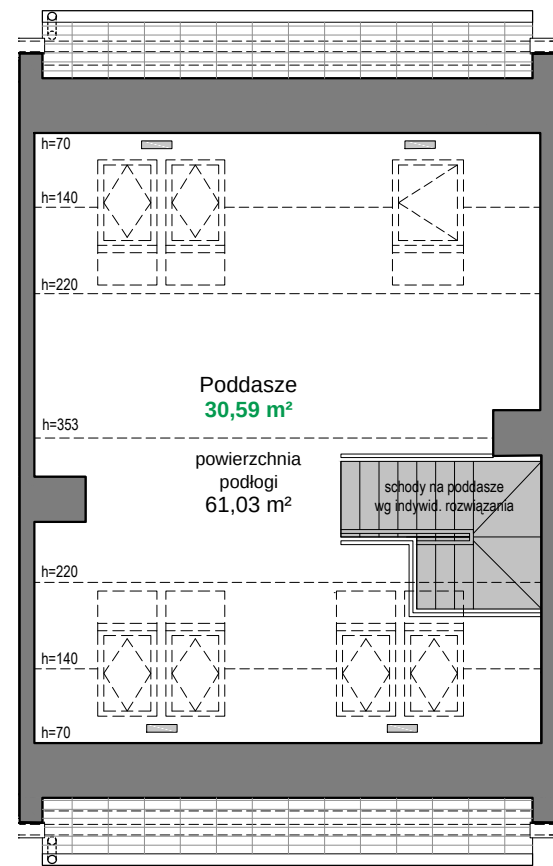 h=70
h=140
h=220
Poddasze
30,59 m²
h=353
powierzchnia
podłogi
61,03 m²
schody na poddasze
wg indywid. rozwiązania
h=220
h=140
h=70